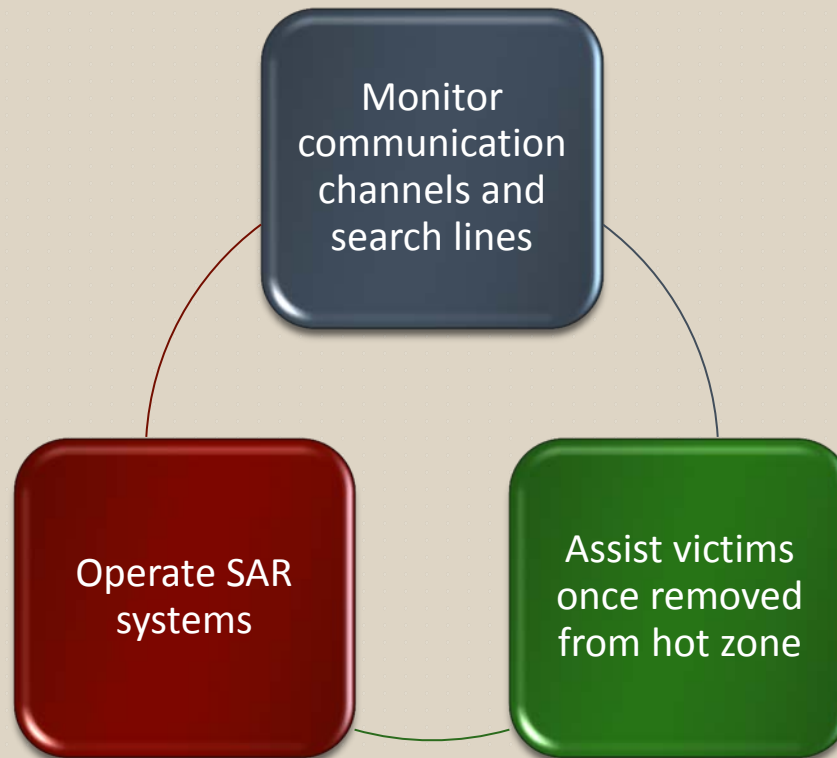 Monitor
communication
channels and
search lines
Operate SAR
systems
Assist victims
once removed
from hot zone